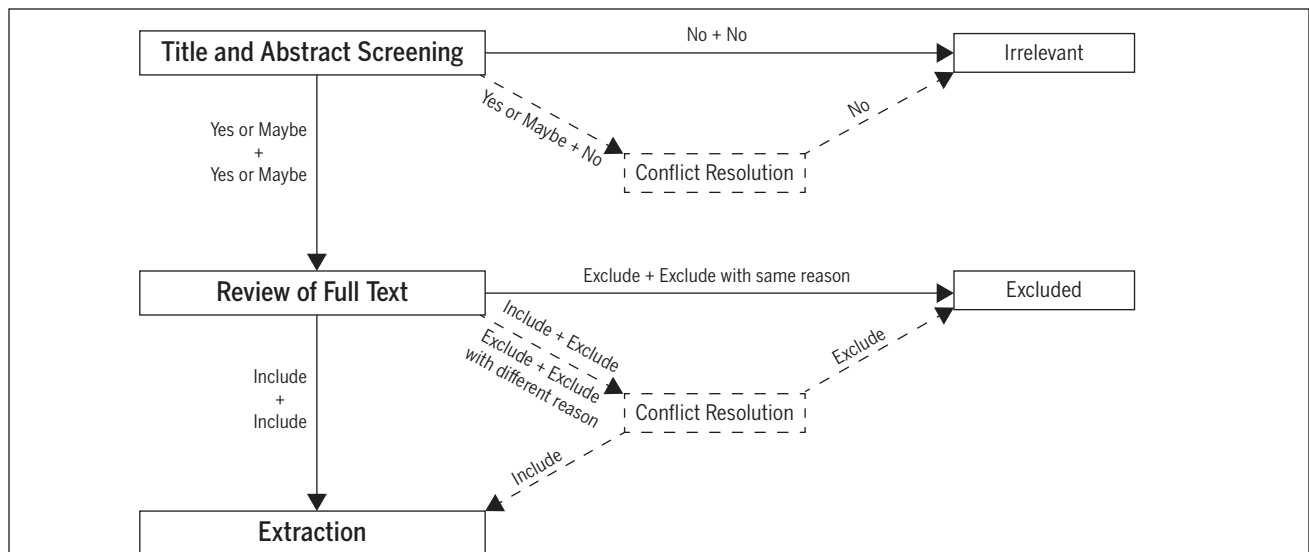 Title and Abstract Screening
No + No
Irrelevant
Yes or Maybe
+
Yes or Maybe
Yes or Maybe + No
No
Conflict Resolution
Review of Full Text
Exclude + Exclude with same reason
Excluded
Include
+
Include
Include + Exclude
Exclude + Exclude
with different reason
Exclude
Conflict Resolution
Include
Extraction